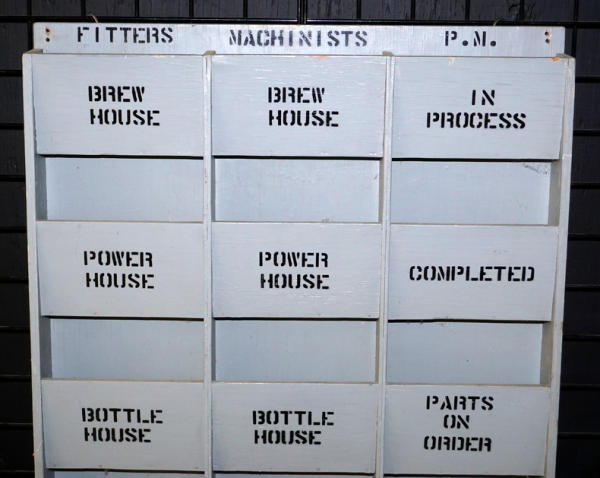 FITTERS MACHINISTS P.M.
BREW
HOUSE
BREW
HOUSE
IN
PROCESS
POWER
HOUSE
POWER
HOUSE
COMPLETED
BOTTLE
HOUSE
BOTTLE
HOUSE
PARTS
ON
ORDER